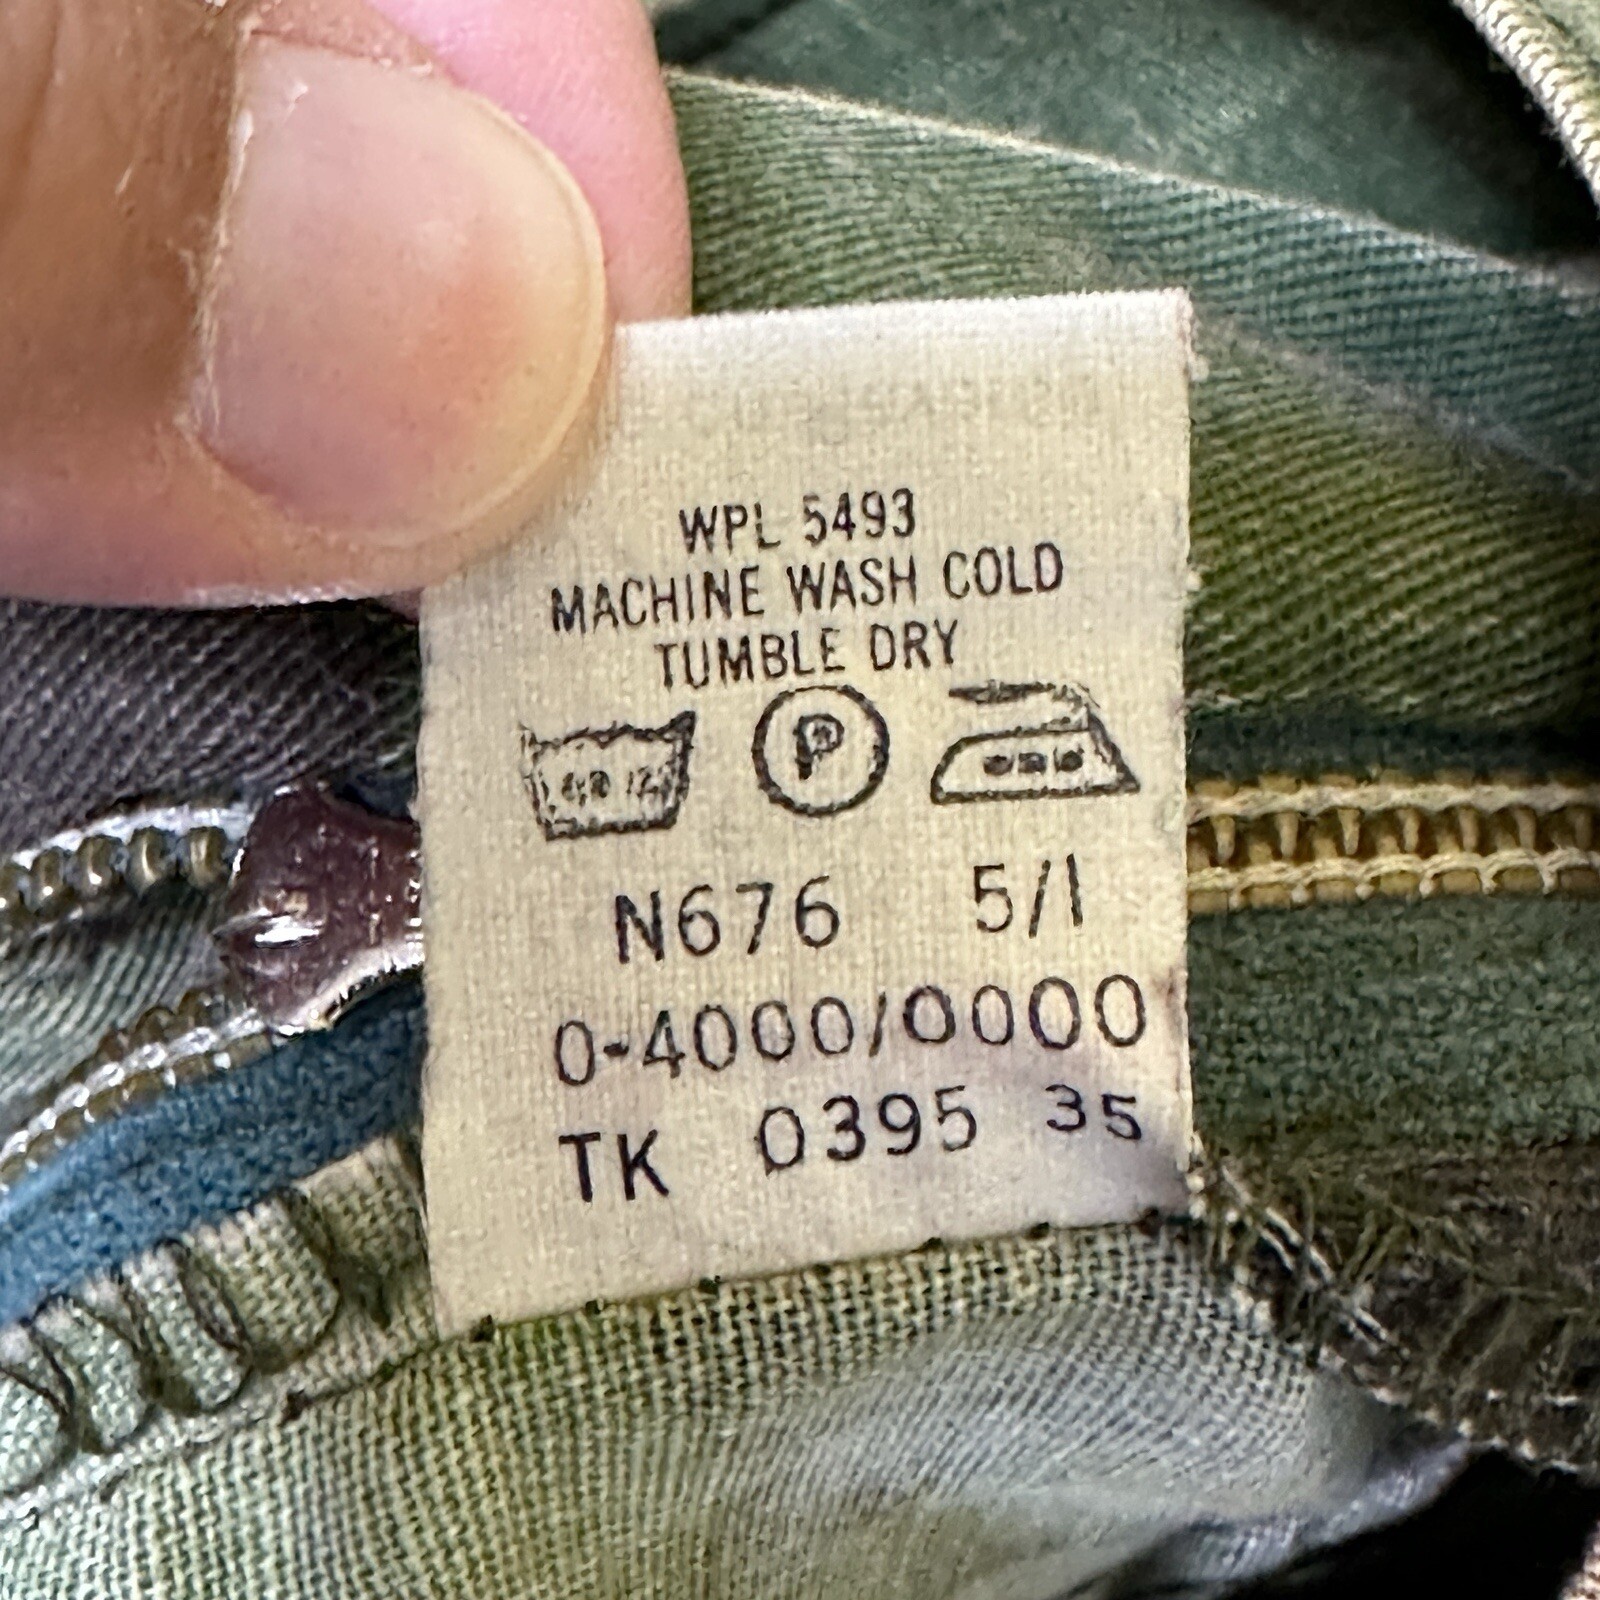 WPL 5493
MACHINE WASH COLD
TUMBLE DRY
P
N676 5/1
0-4000/0000
TK 0395 35